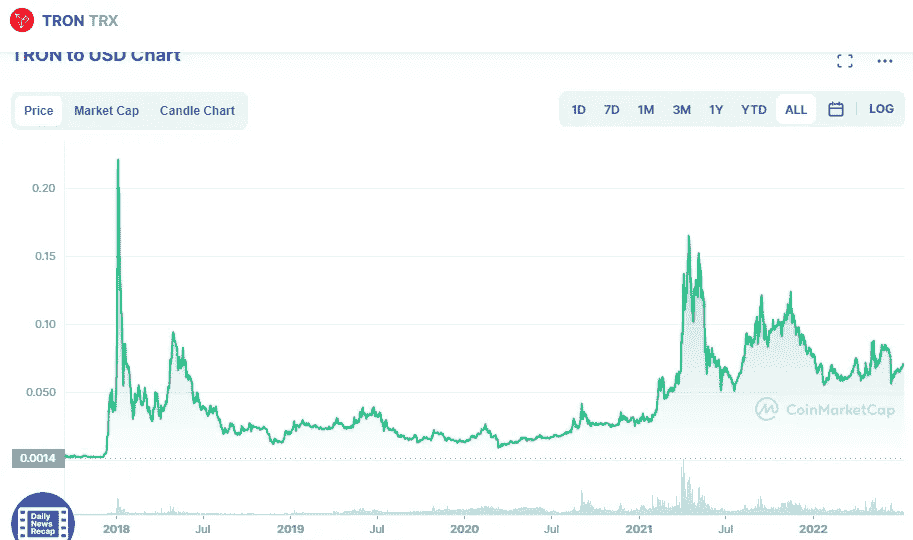 TRON TRX
TRON to USD Chart
Price Market Cap Candle Chart
1D 7D 1M 3M 1Y YTD ALL LOG
0.20
0.15
0.10
0.050
0.0014
CoinMarketCap
Daily
News
Recap
2018 Jul 2019 Jul 2020 Jul 2021 Jul 2022